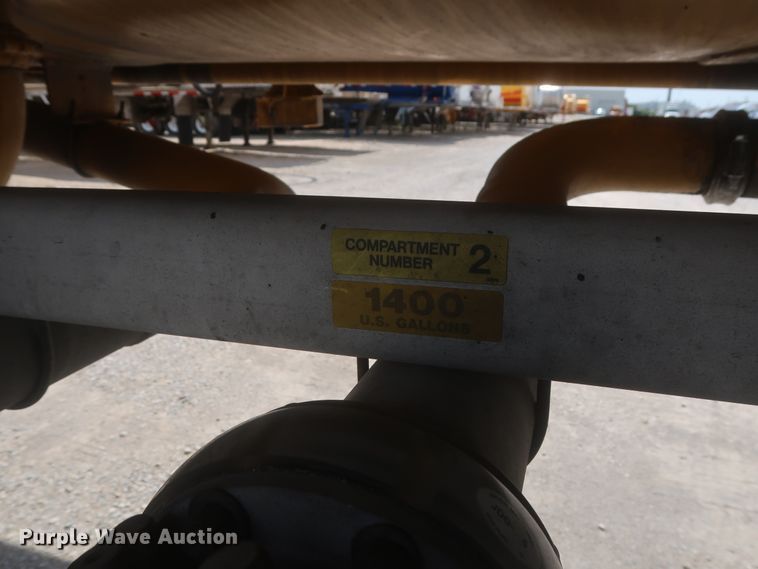 COMPARTMENT 2
NUMBER
1400
U.S. GALLONS
Purple Wave Auction